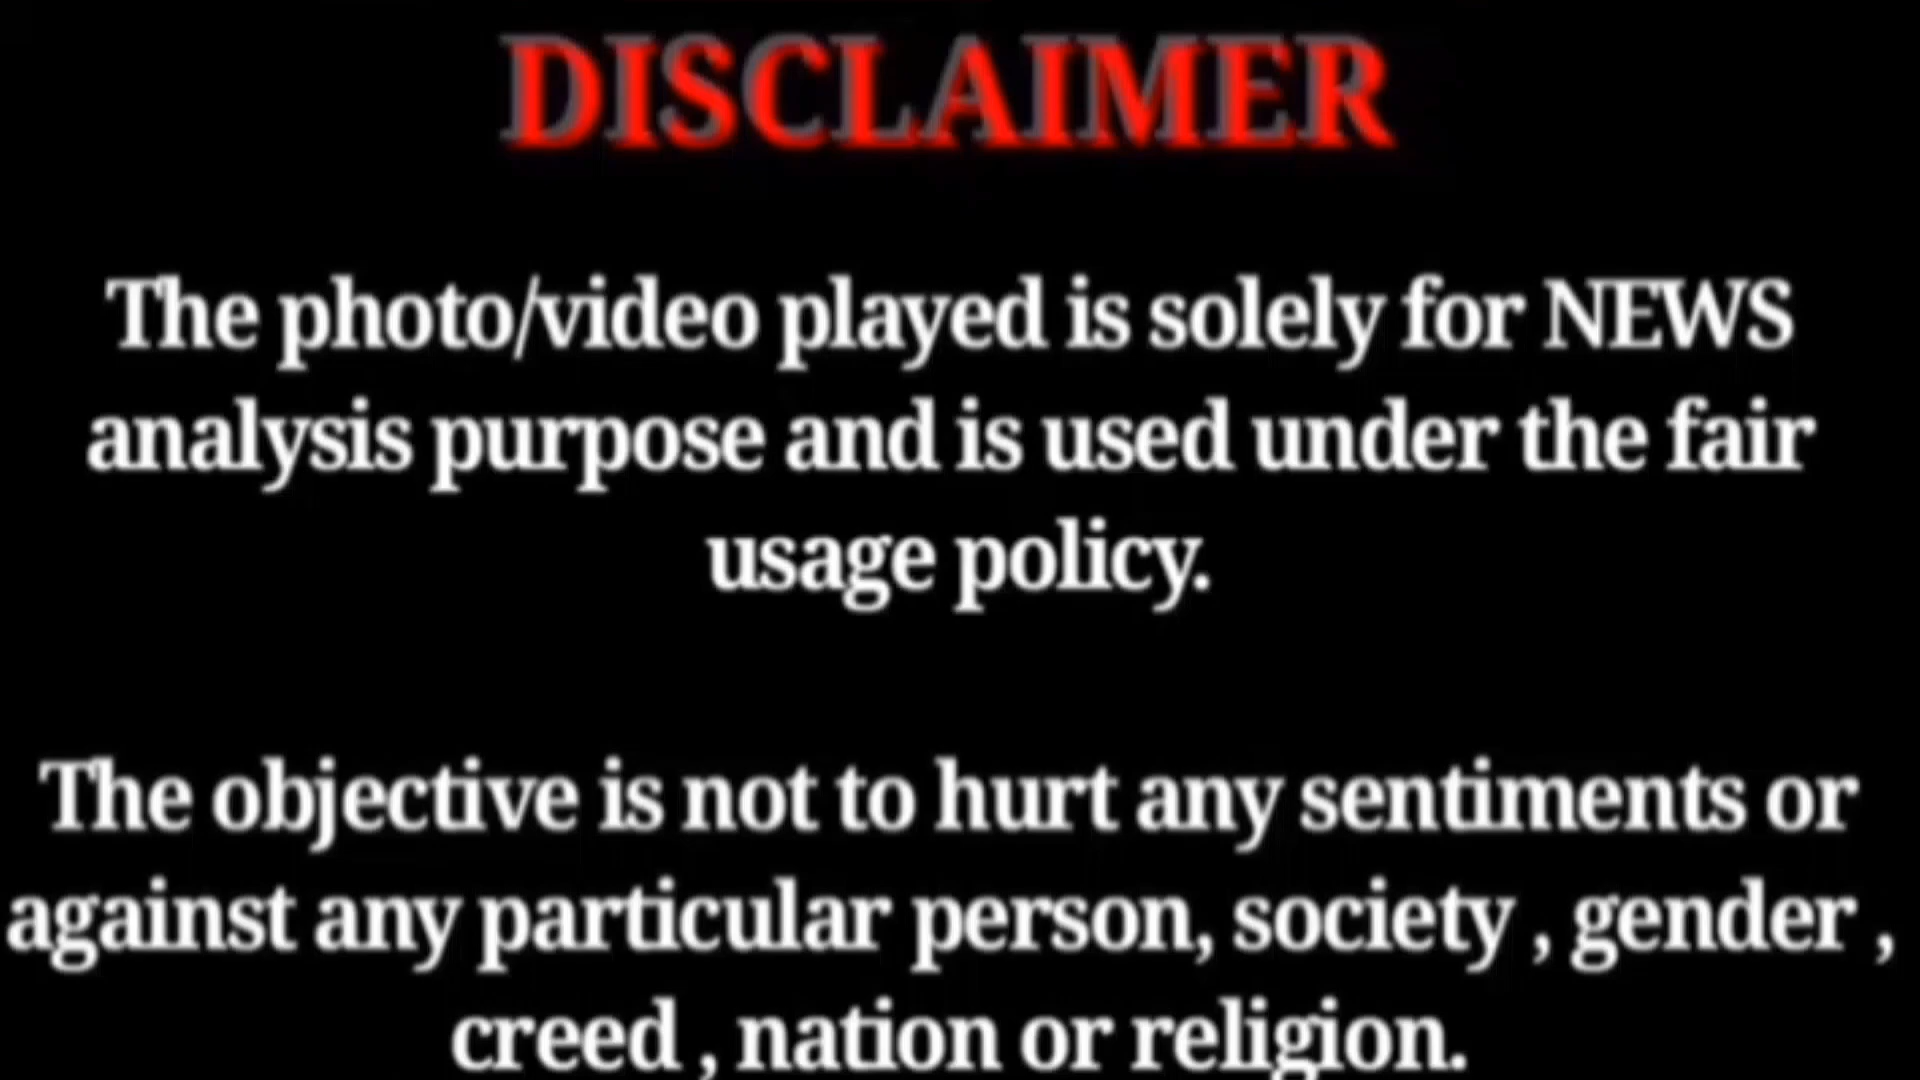 DISCLAIMER
The photo/video played is solely for NEWS
analysis purpose and is used under the fair
usage policy.
The objective is not to hurt any sentiments or
against any particular person, society , gender ,
creed , nation or religion.